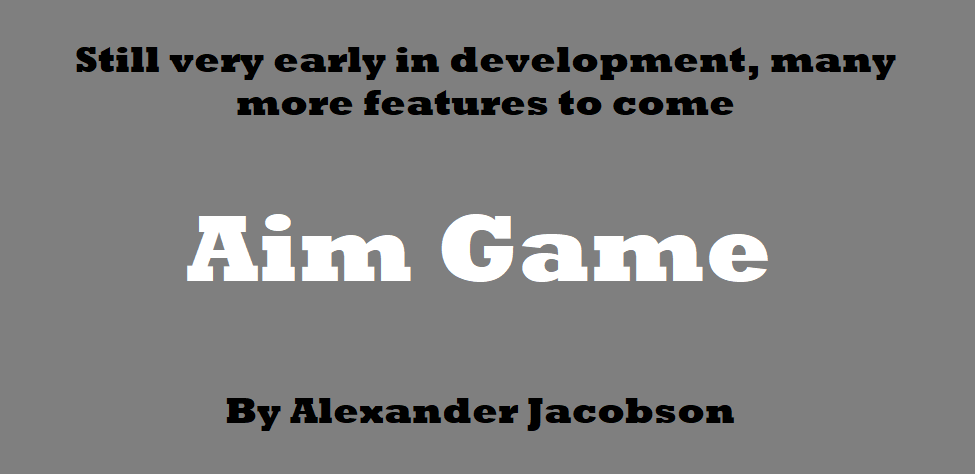 Still very early in development, many
more features to come
Aim Game
By Alexander Jacobson